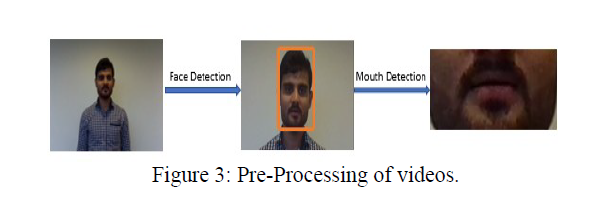 Face Detection
Mouth Detection
Figure 3: Pre-Processing of videos.